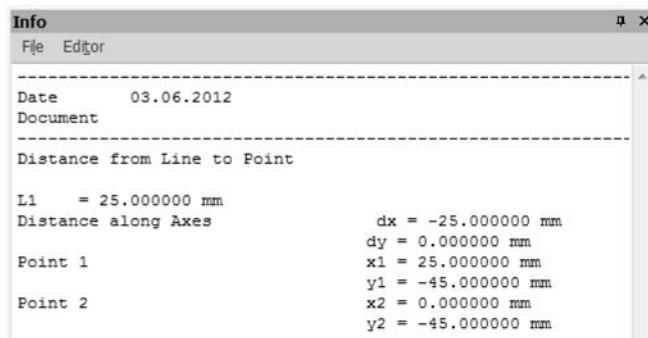 Info
File Editor
--------------------------------------------------------------
Date 03.06.2012
Document
--------------------------------------------------------------
Distance from Line to Point
L1 = 25.000000 mm
Distance along Axes dx = -25.000000 mm
dy = 0.000000 mm
Point 1 x1 = 25.000000 mm
y1 = -45.000000 mm
Point 2 x2 = 0.000000 mm
y2 = -45.000000 mm